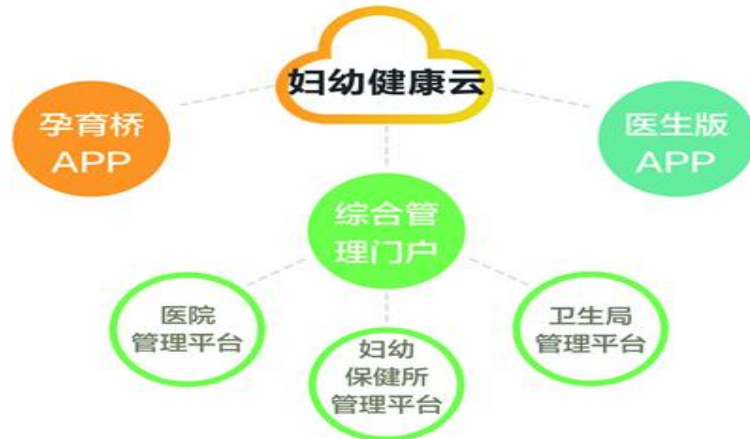 妇幼健康云
孕育桥
APP
医生版
APP
综合管
理门户
医院
管理平台
妇幼
保健所
管理平台
卫生局
管理平台